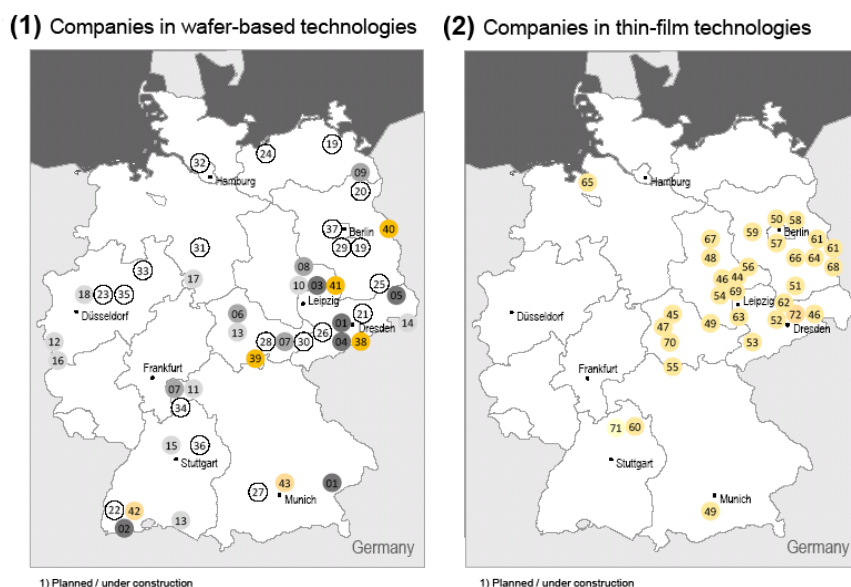 (1) Companies in wafer-based technologies
(2) Companies in thin-film technologies
19
24
32
Hamburg
09
20
37
Berlin
40
29 19
31
33
08
17
10 03 41
25
18 23 35
Leipzig
05
Düsseldorf
06
21
01
Dresden
14
13
26
12
28 07 30
04 38
16
39
Frankfurt
07 11
34
15
36
Stuttgart
43
01
27
Munich
22 42
02
13
Germany
1) Planned / under construction
65
Hamburg
50 58
59
Berlin
67
57
61
61
48
66 64
56
68
46 44
51
54 69
Leipzig
62
Düsseldorf
45
63
72 46
47
49
52
Dresden
70
53
55
Frankfurt
71 60
Stuttgart
Munich
49
Germany
1) Planned / under construction